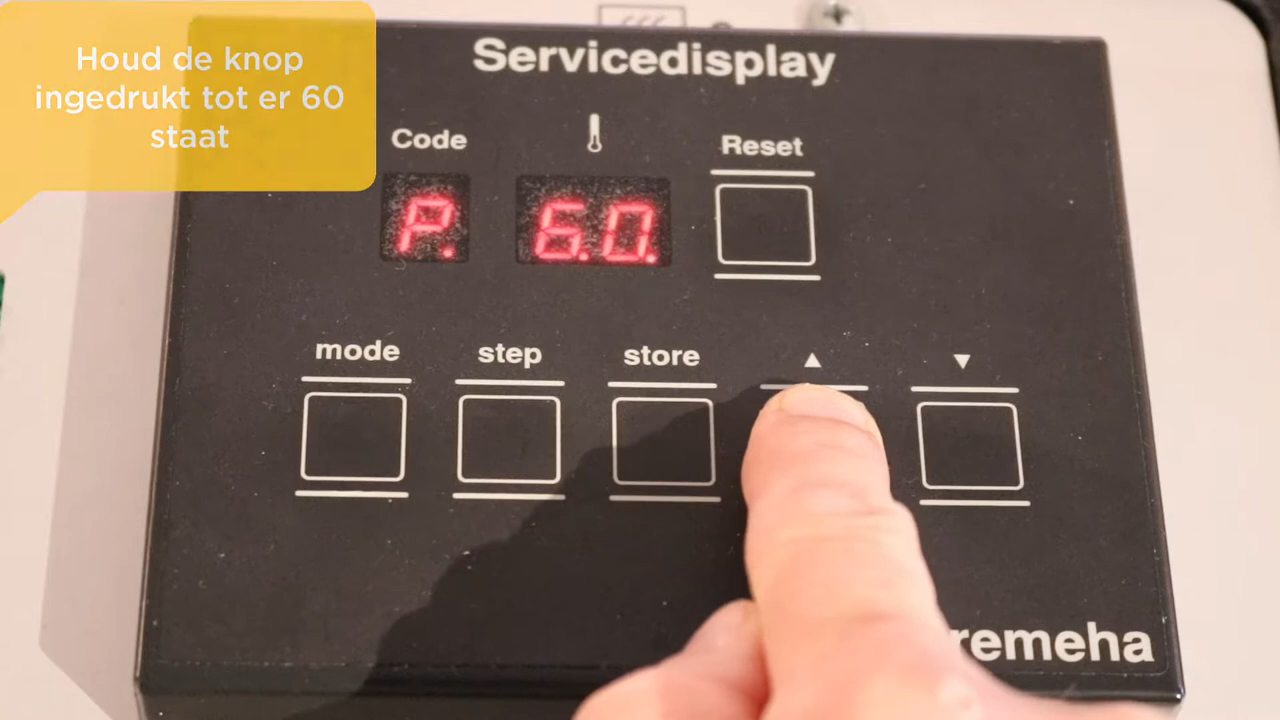 Houd de knop
ingedrukt tot er 60
staat
Servicedisplay
Code
Reset
P. 6.0.
mode step store ▲ ▼
remeha